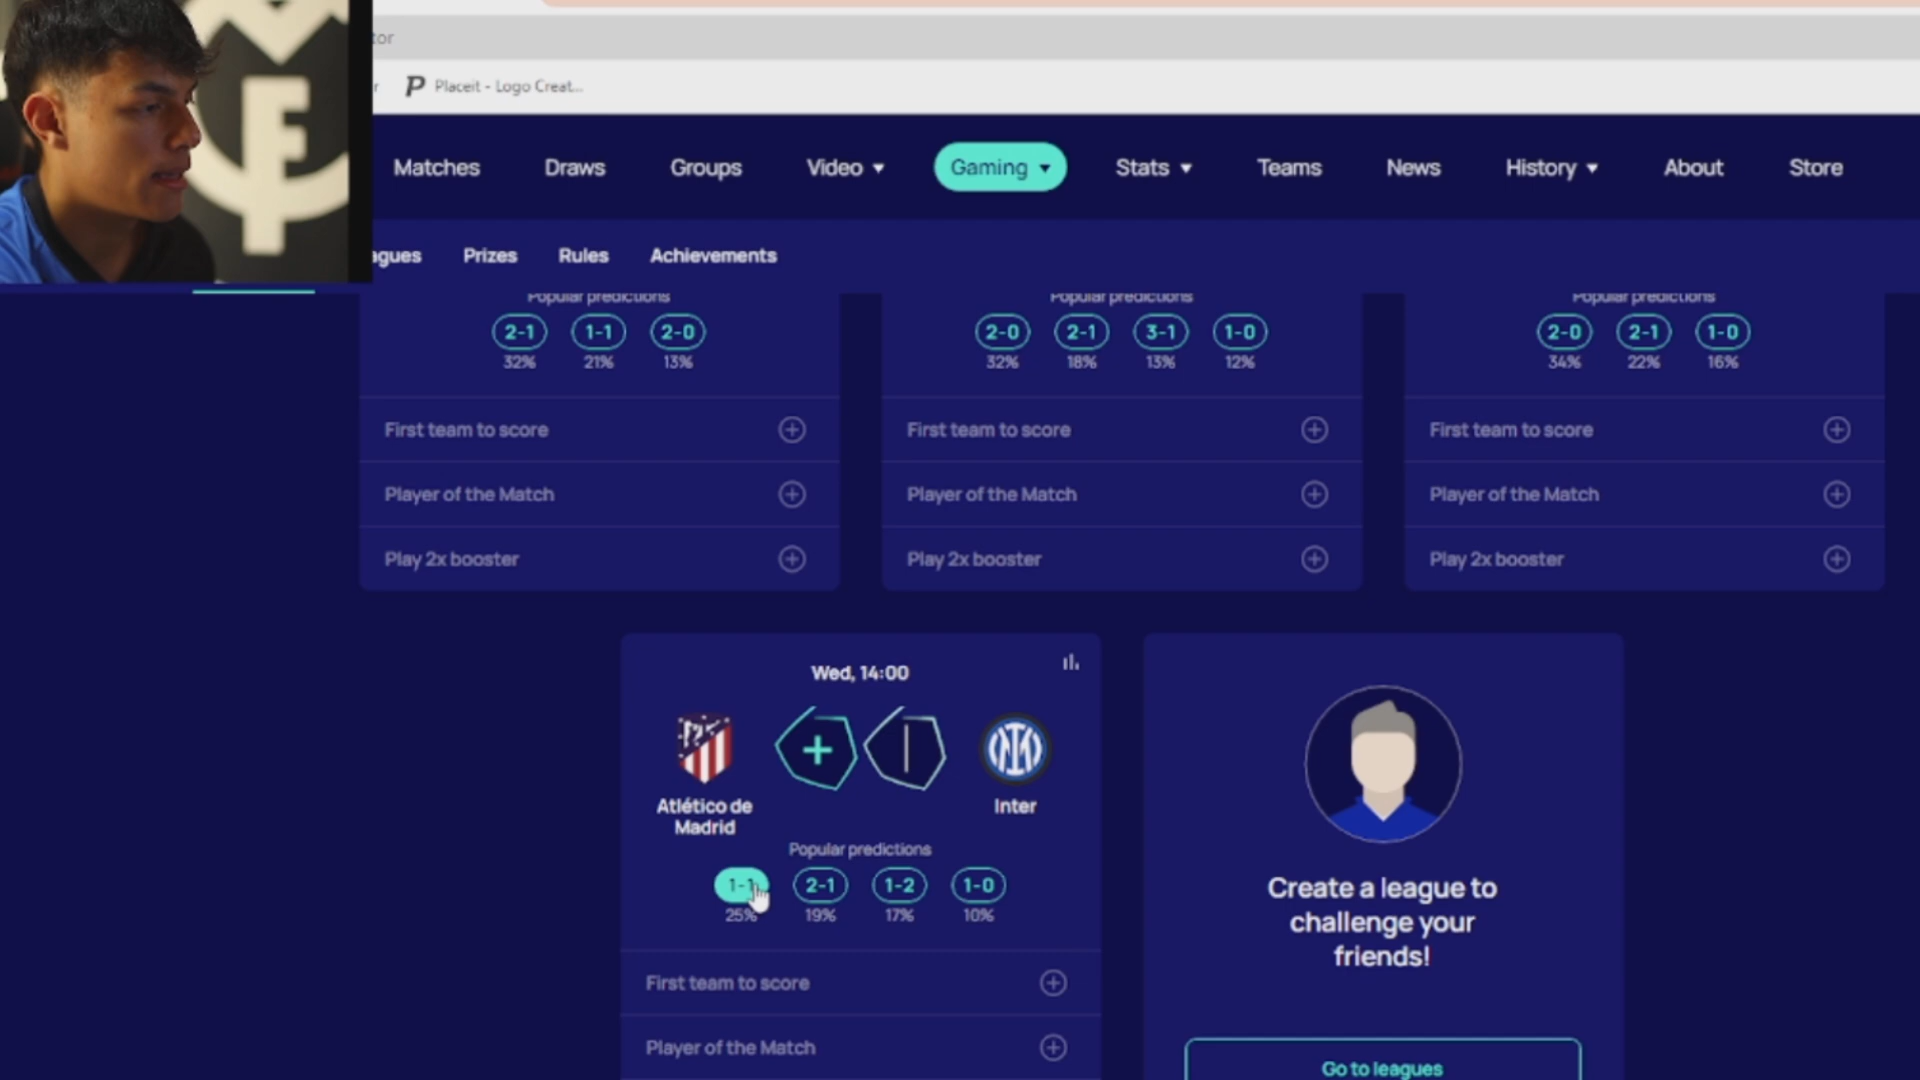 tor
r
Placeit - Logo Creat...
Matches
Draws
Groups
Video
Gaming
Stats
Teams
News
History
About
Store
agues
Prizes
Rules
Achievements
Popular predictions
2-1
1-1
2-0
32%
21%
13%
First team to score
Player of the Match
Play 2x booster
Popular predictions
2-0
2-1
3-1
1-0
32%
18%
13%
12%
First team to score
Player of the Match
Play 2x booster
Popular predictions
2-0
2-1
1-0
34%
22%
16%
First team to score
Player of the Match
Play 2x booster
Wed, 14:00
Atlético de
Madrid
Inter
Popular predictions
1-1
2-1
1-2
1-0
25%
19%
17%
10%
First team to score
Player of the Match
Create a league to
challenge your
friends!
Go to leagues